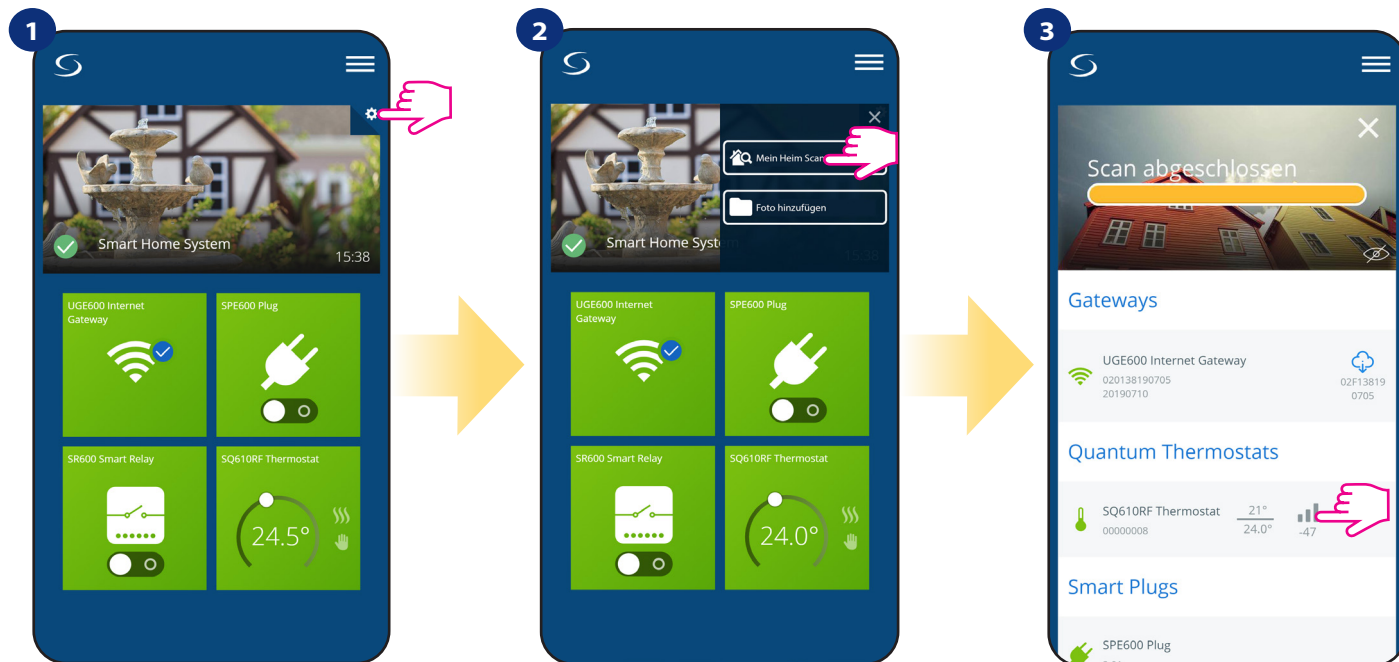 1
Smart Home System
15:38
UGE600 Internet
Gateway
SPE600 Plug
SR600 Smart Relay
SQ610RF Thermostat
24.5°
2
Mein Heim Scan
Foto hinzufügen
Smart Home Syst
15:38
UGE600 Internet
Gateway
SPE600 Plug
SR600 Smart Relay
SQ610RF Thermostat
24.0°
3
Scan abgeschlossen
Gateways
UGE600 Internet Gateway
020138190705
20190710
02F13819
0705
Quantum Thermostats
SQ610RF Thermostat
00000008
21°
24.0°
-47
Smart Plugs
SPE600 Plug